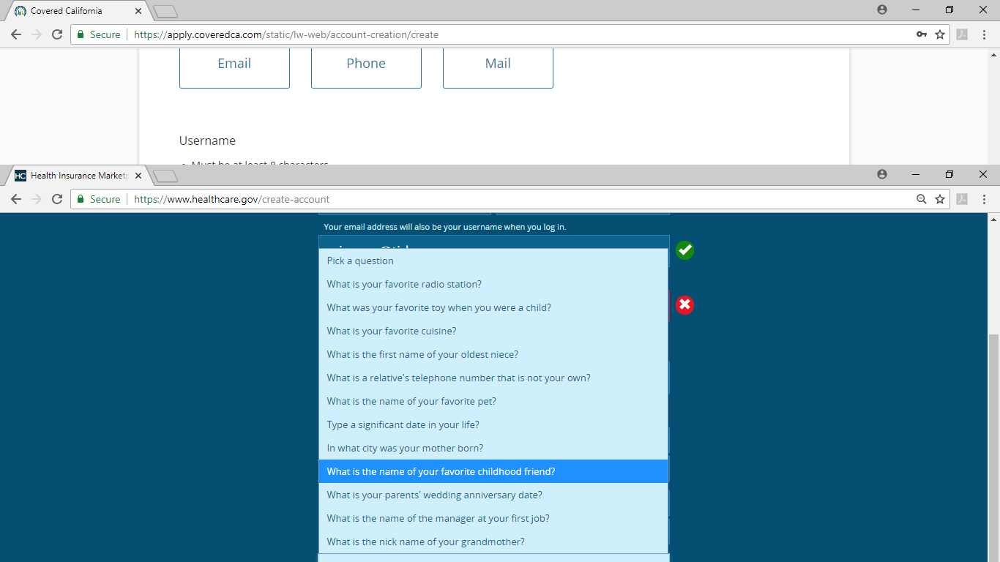 Covered California
Secure https://apply.coveredca.com/static/lw-web/account-creation/create
Email Phone Mail
Username
Must be at least 8 characters
HC Health Insurance Market
Secure https://www.healthcare.gov/create-account
Your email address will also be your username when you log in.
Pick a question
What is your favorite radio station?
What was your favorite toy when you were a child?
What is your favorite cuisine?
What is the first name of your oldest niece?
What is a relative's telephone number that is not your own?
What is the name of your favorite pet?
Type a significant date in your life?
In what city was your mother born?
What is the name of your favorite childhood friend?
What is your parents' wedding anniversary date?
What is the name of the manager at your first job?
What is the nick name of your grandmother?